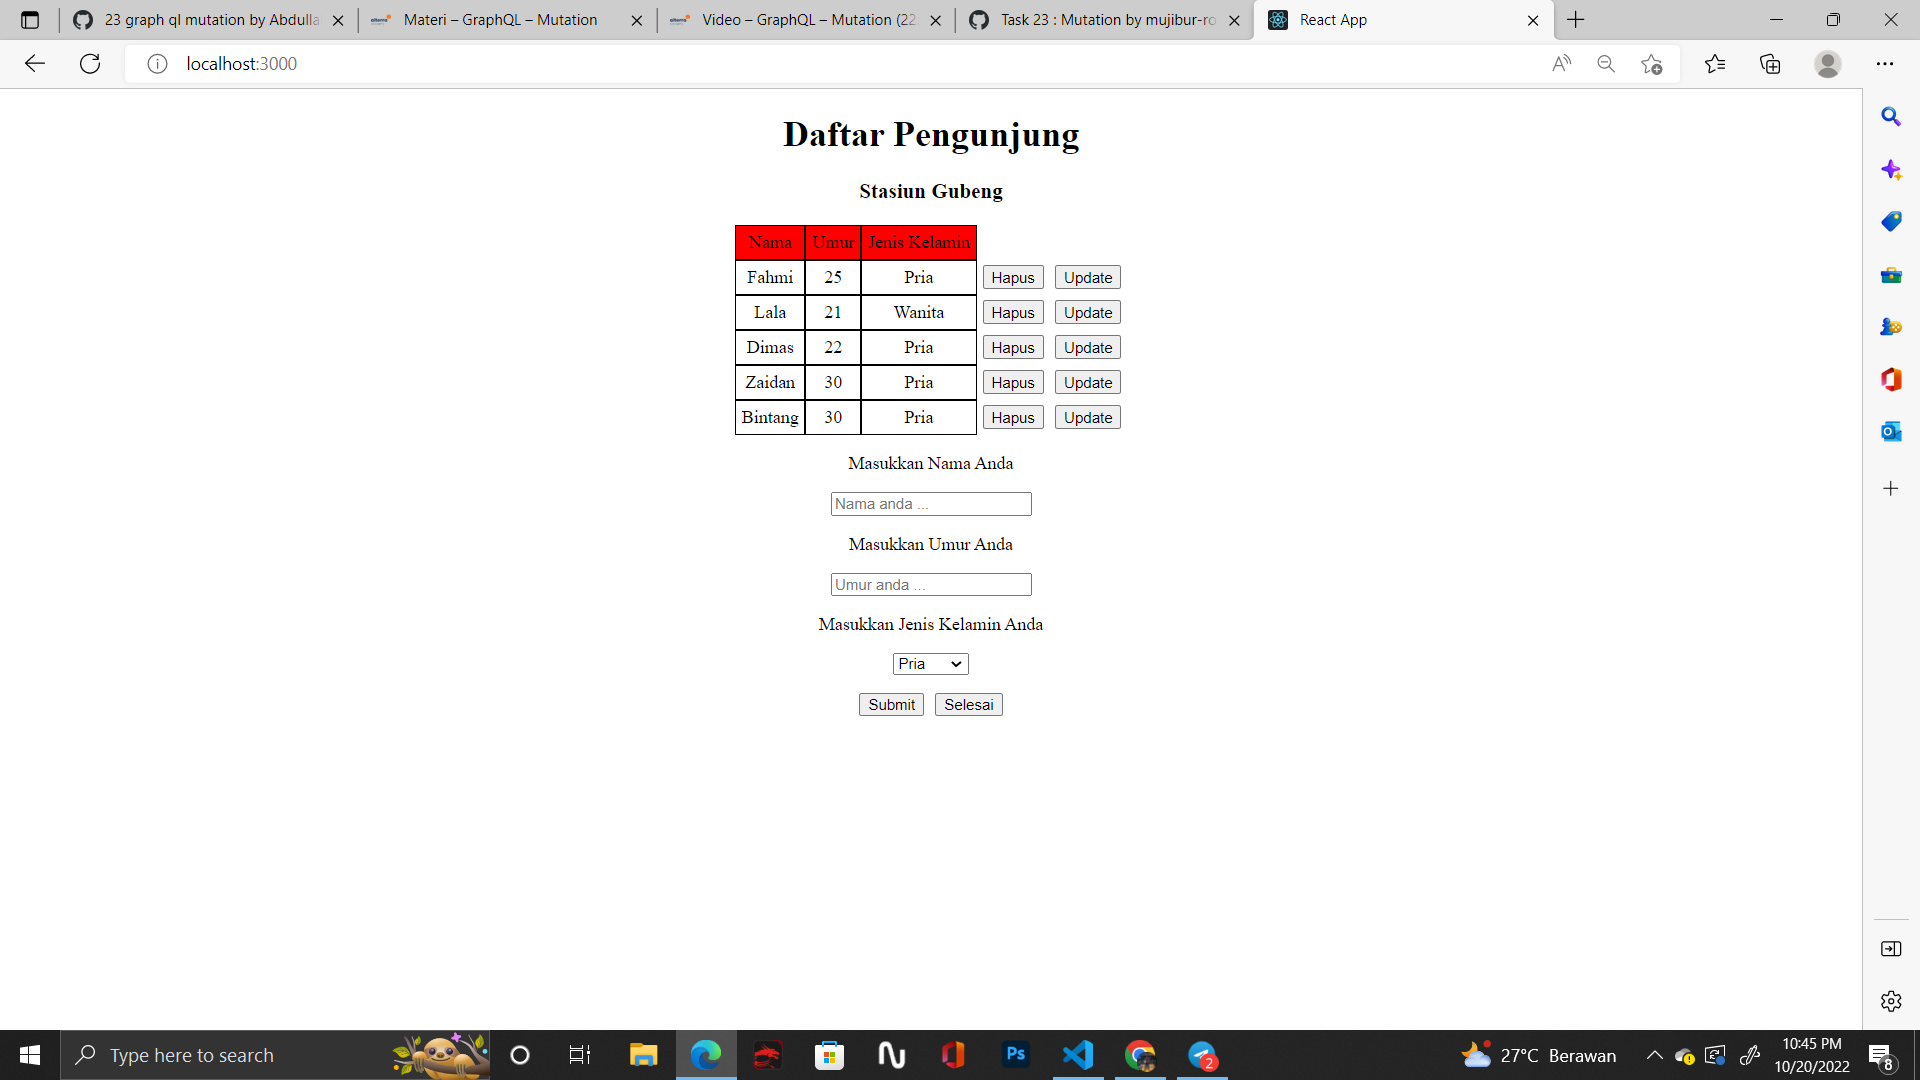 23 graph ql mutation by Abdulla
Materi – GraphQL – Mutation
Video – GraphQL – Mutation (22
Task 23 : Mutation by mujibur-ro
React App
localhost:3000
Daftar Pengunjung
Stasiun Gubeng
Nama Umur Jenis Kelamin
Fahmi 25 Pria Hapus Update
Lala 21 Wanita Hapus Update
Dimas 22 Pria Hapus Update
Zaidan 30 Pria Hapus Update
Bintang 30 Pria Hapus Update
Masukkan Nama Anda
Nama anda ...
Masukkan Umur Anda
Umur anda ...
Masukkan Jenis Kelamin Anda
Pria
Submit Selesai
Type here to search
Ps
2
27°C Berawan
10:45 PM
10/20/2022
8